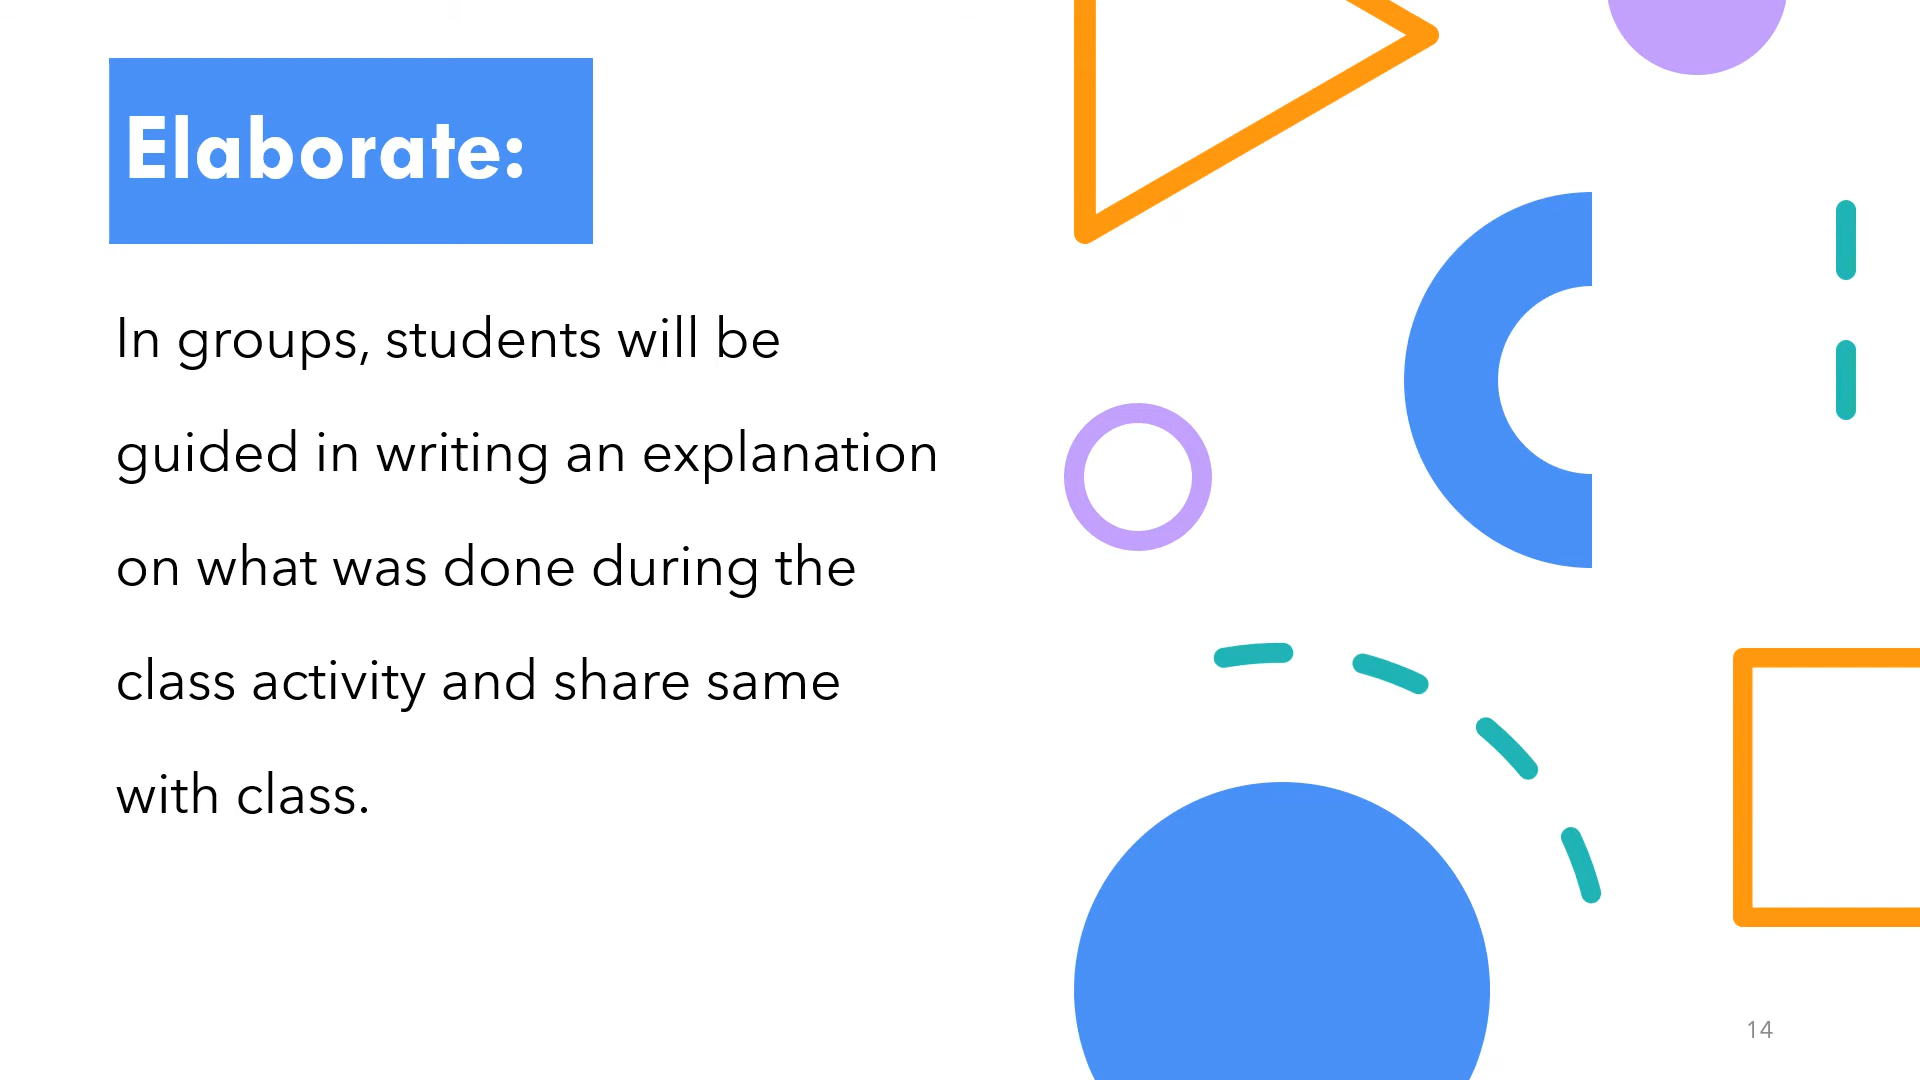 Elaborate:
In groups, students will be
guided in writing an explanation
on what was done during the
class activity and share same
with class.
14